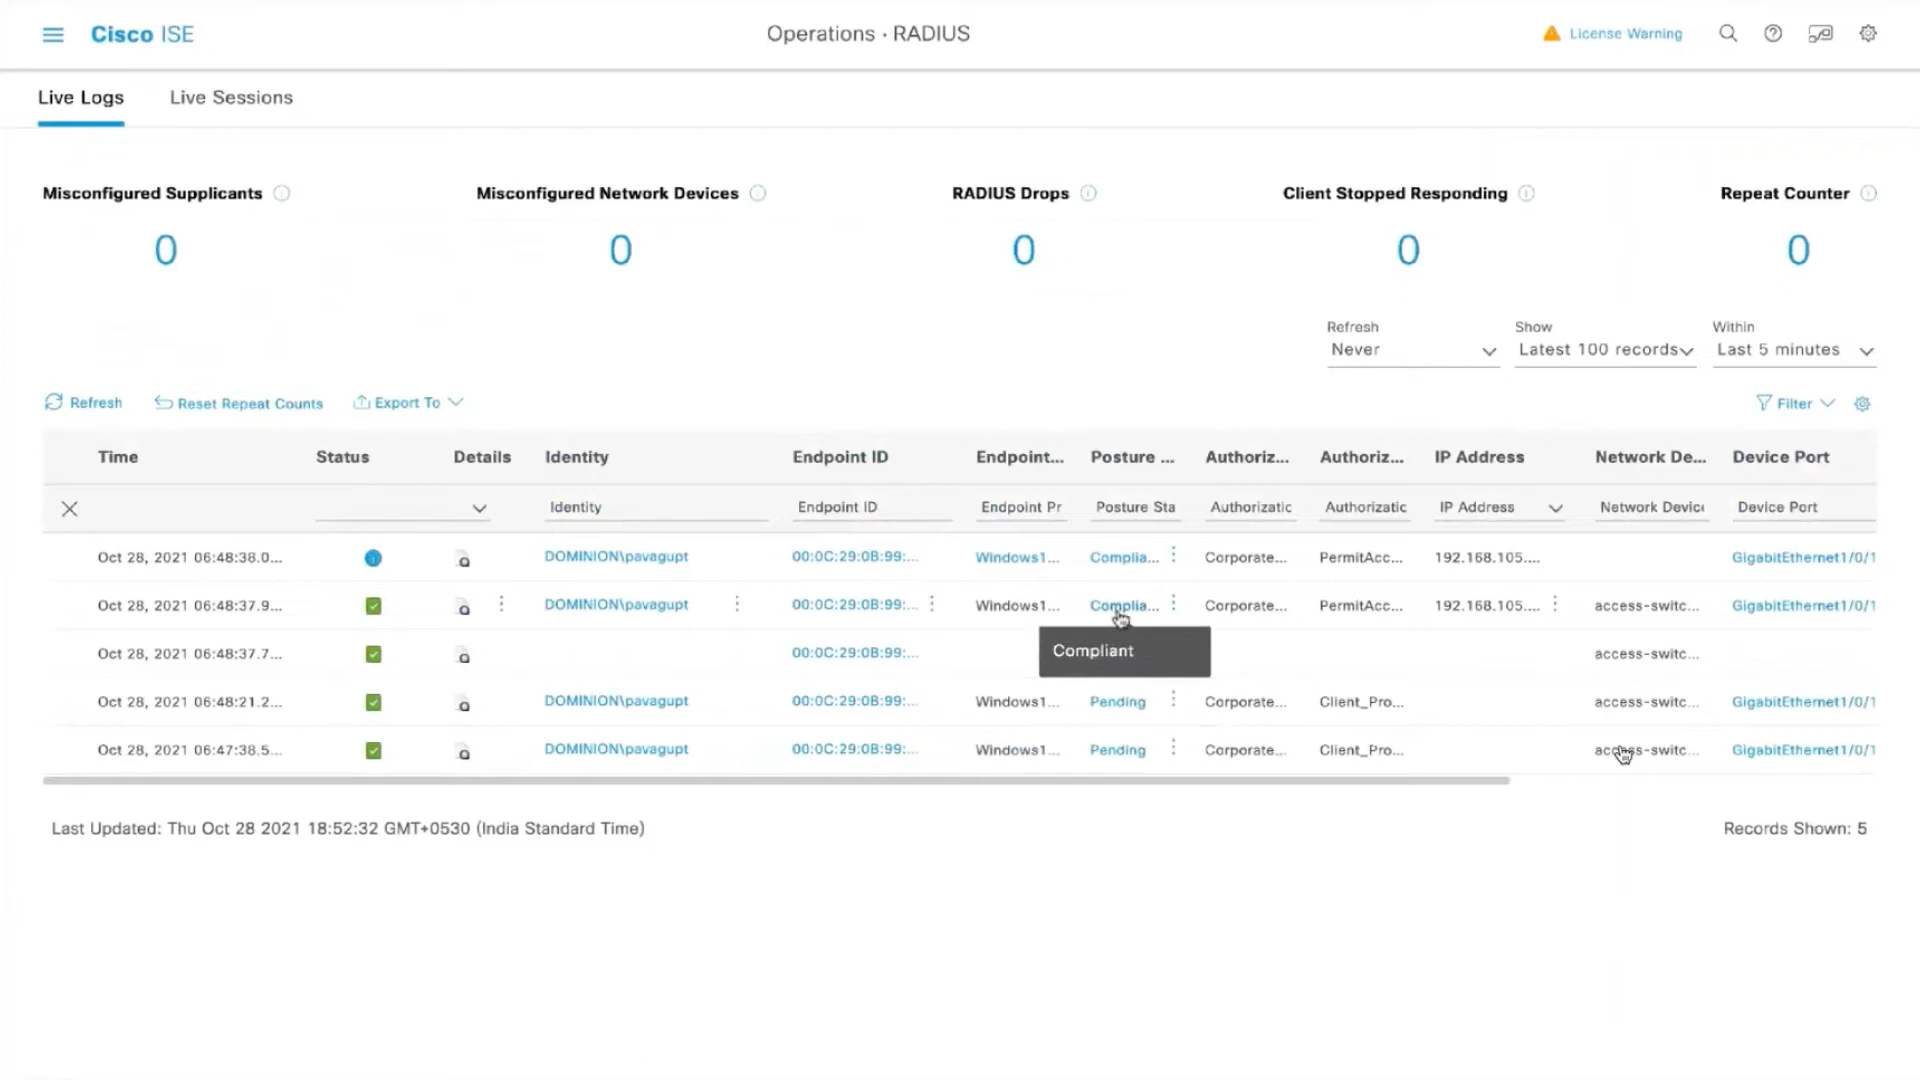 Cisco ISE
Operations · RADIUS
License Warning
Live Logs
Live Sessions
Misconfigured Supplicants
Misconfigured Network Devices
RADIUS Drops
Client Stopped Responding
Repeat Counter
0 0 0 0 0
Refresh
Never
Show
Latest 100 records
Within
Last 5 minutes
Refresh
Reset Repeat Counts
Export To
Filter
Time Status Details Identity Endpoint ID Endpoint... Posture ... Authoriz... Authoriz... IP Address Network De... Device Port
Identity Endpoint ID Endpoint Pr Posture Sta Authorizatic Authorizatic IP Address Network Device Device Port
Oct 28, 2021 06:48:38.0... DOMINION\pavagupt 00:0C:29:0B:99:... Windows1... Complia... Corporate... PermitAcc... 192.168.105.... GigabitEthernet1/0/1
Oct 28, 2021 06:48:37.9... DOMINION\pavagupt 00:0C:29:0B:99:... Windows1... Complia... Corporate... PermitAcc... 192.168.105.... access-switc... GigabitEthernet1/0/1
Compliant
Oct 28, 2021 06:48:37.7... 00:0C:29:0B:99:... access-switc...
Oct 28, 2021 06:48:21.2... DOMINION\pavagupt 00:0C:29:0B:99:... Windows1... Pending Corporate... Client_Pro... access-switc... GigabitEthernet1/0/1
Oct 28, 2021 06:47:38.5... DOMINION\pavagupt 00:0C:29:0B:99:... Windows1... Pending Corporate... Client_Pro... access-switc... GigabitEthernet1/0/1
Last Updated: Thu Oct 28 2021 18:52:32 GMT+0530 (India Standard Time)
Records Shown: 5